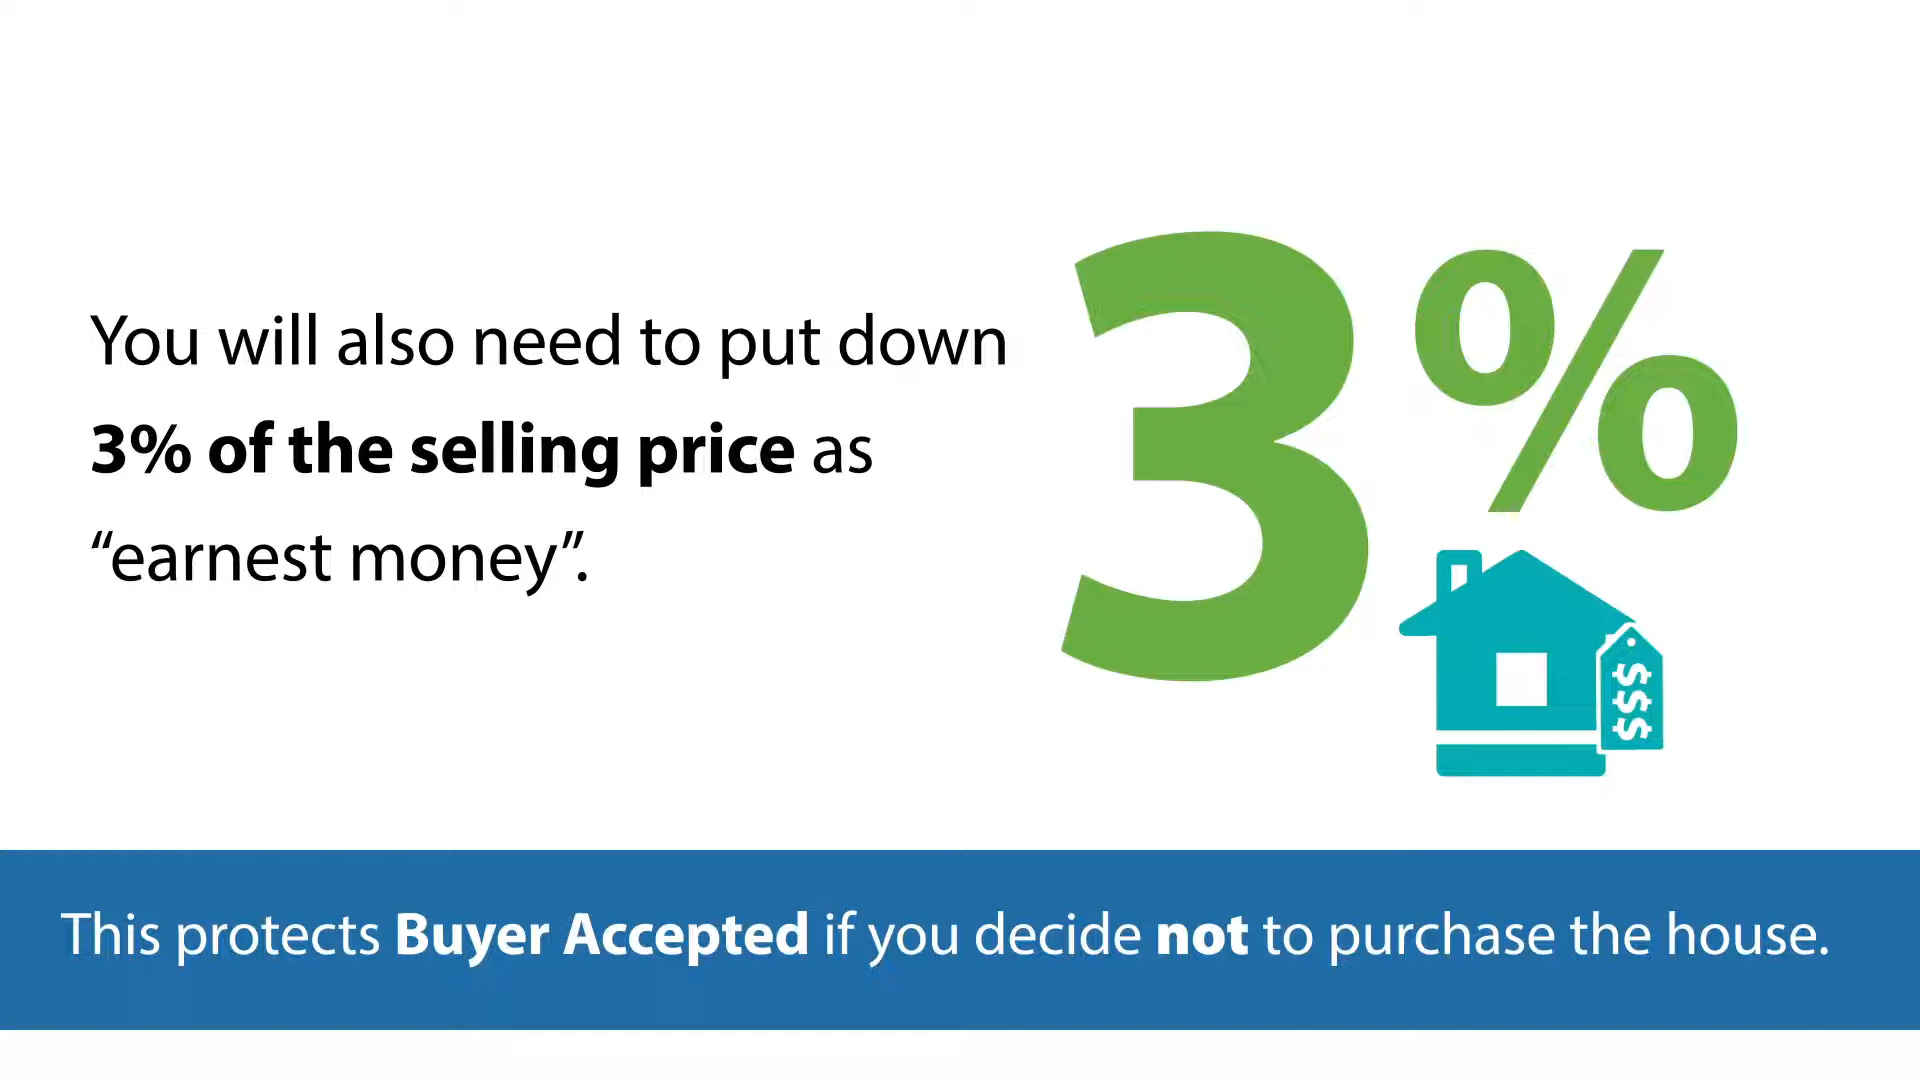 You will also need to put down
3% of the selling price as
“earnest money”.
3%
$$$
This protects Buyer Accepted if you decide not to purchase the house.